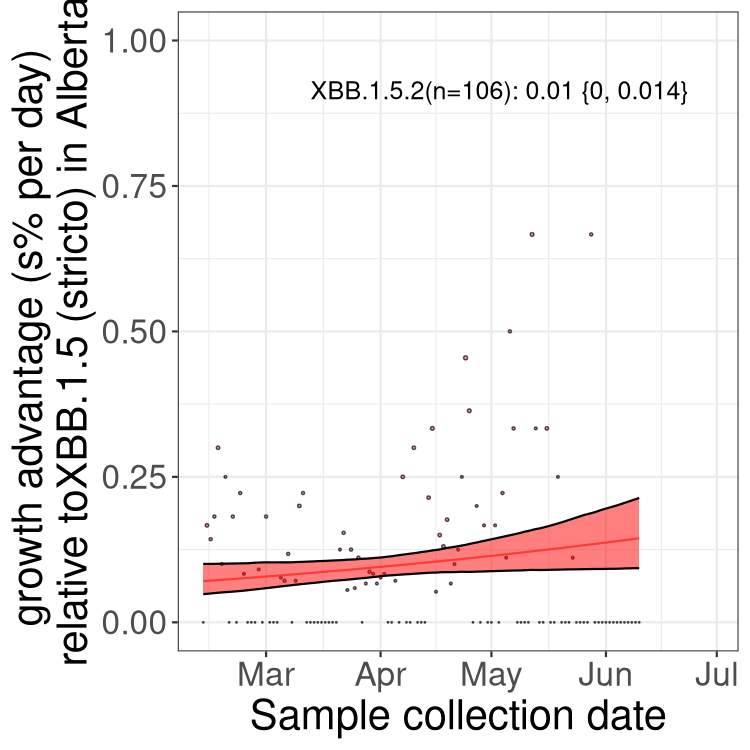 growth advantage (s% per day)
relative toXBB.1.5 (stricto) in Alberta
1.00
XBB.1.5.2(n=106): 0.01 {0, 0.014}
0.75
0.50
0.25
0.00
Mar Apr May Jun Jul
Sample collection date